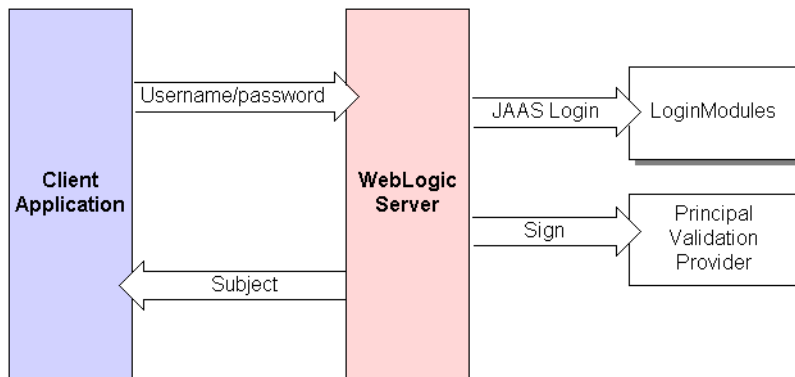 Username/password
JAAS Login
LoginModules
Client
Application
WebLogic
Server
Sign
Principal
Validation
Provider
Subject